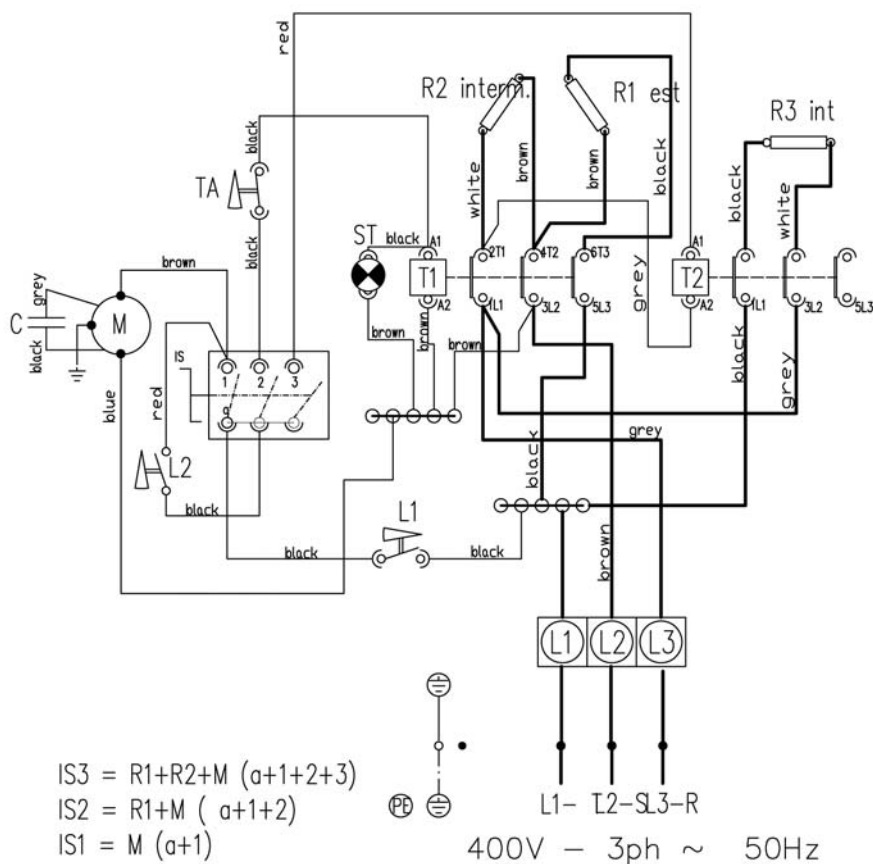 red
R2 interm.
R1 est
R3 int
black
TA
white
brown
brown
black
black
white
black
ST
black
A1
2T1
4T2
6T3
A1
brown
T1
grey
T2
C
grey
M
black
A2
1L1
3L2
5L3
A2
1L1
3L2
5L3
brown
brown
brown
black
blue
IS
1
2
3
red
a
grey
grey
black
L2
black
L1
black
black
brown
L1
L2
L3
PE
L1-
T
L2-S
L3-R
IS3 = R1+R2+M (a+1+2+3)
IS2 = R1+M ( a+1+2)
IS1 = M (a+1)
400V - 3ph ~ 50Hz